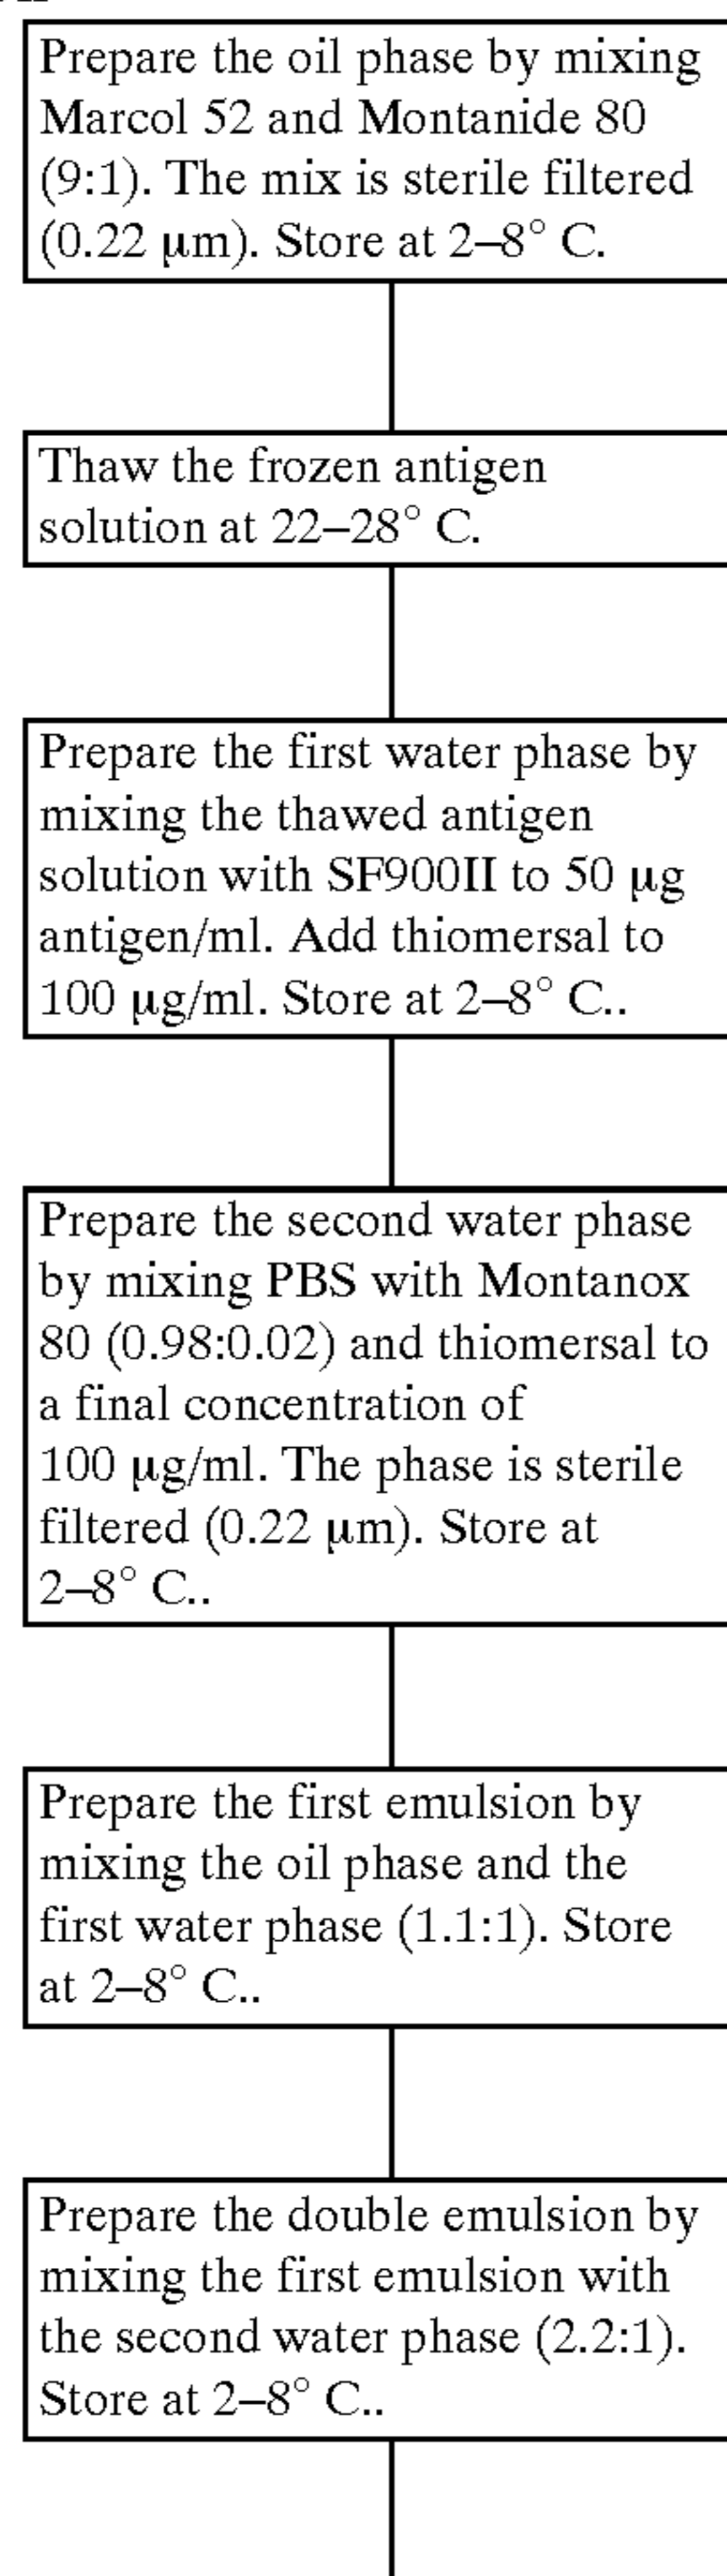 Prepare the oil phase by mixing
Marcol 52 and Montanide 80
(9:1). The mix is sterile filtered
(0.22 μm). Store at 2–8° C.
Thaw the frozen antigen
solution at 22–28° C.
Prepare the first water phase by
mixing the thawed antigen
solution with SF900II to 50 μg
antigen/ml. Add thiomersal to
100 μg/ml. Store at 2–8° C..
Prepare the second water phase
by mixing PBS with Montanox
80 (0.98:0.02) and thiomersal to
a final concentration of
100 μg/ml. The phase is sterile
filtered (0.22 μm). Store at
2–8° C..
Prepare the first emulsion by
mixing the oil phase and the
first water phase (1.1:1). Store
at 2–8° C..
Prepare the double emulsion by
mixing the first emulsion with
the second water phase (2.2:1).
Store at 2–8° C..